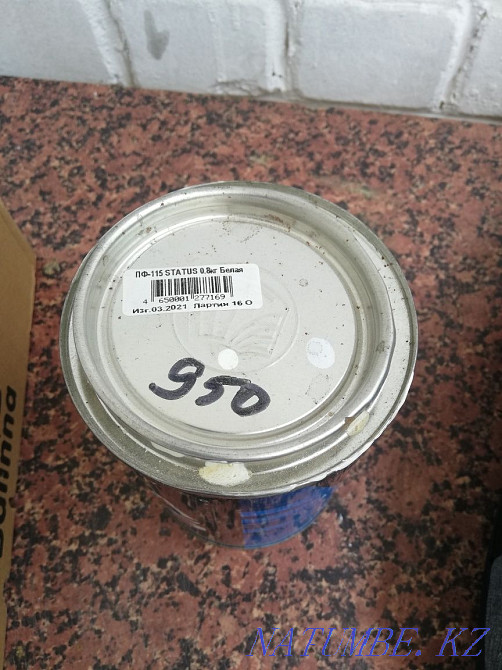 ПФ-115 STATUS 0,8кг Белая
4 650001 277169
Изг.03.2021 Партия 16 О
950
NATUMBE. KZ